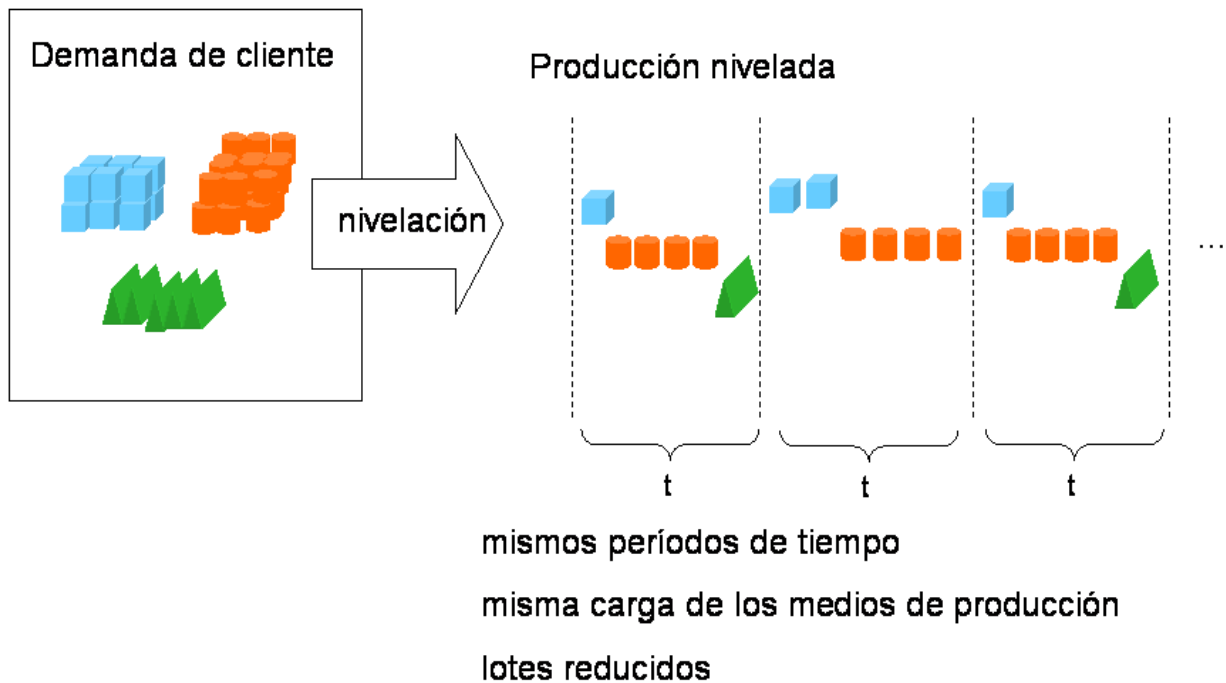 Demanda de cliente
Producción nivelada
nivelación
...
t
t
t
mismos períodos de tiempo
misma carga de los medios de producción
lotes reducidos